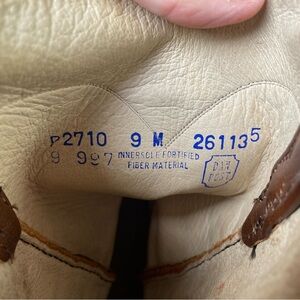 P2710 9 M 261135
9 997 INNERSOLE FORTIFIED
FIBER MATERIAL